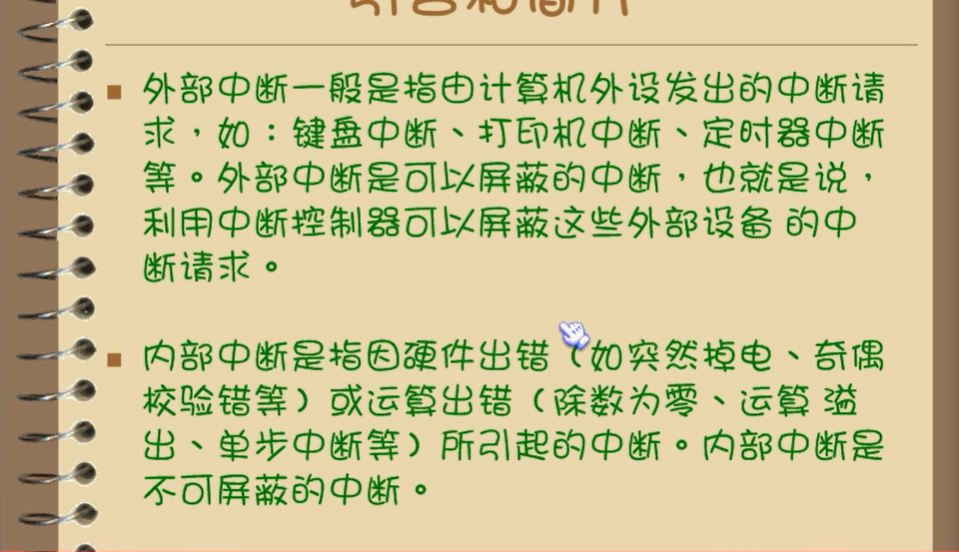 外部中断一般是指由计算机外设发出的中断请
求，如：键盘中断、打印机中断、定时器中断
等。外部中断是可以屏蔽的中断，也就是说，
利用中断控制器可以屏蔽这些外部设备 的中
断请求。
内部中断是指因硬件出错（如突然掉电、奇偶
校验错等）或运算出错（除数为零、运算 溢
出、单步中断等）所引起的中断。内部中断是
不可屏蔽的中断。